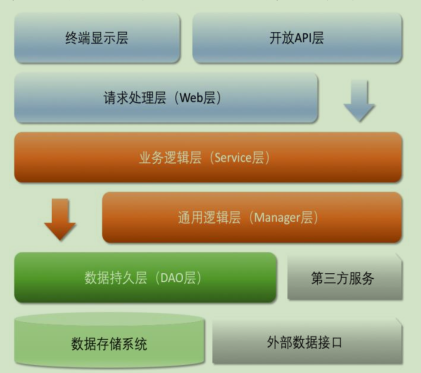 终端显示层
开放API层
请求处理层（Web层）
业务逻辑层（Service层）
通用逻辑层（Manager层）
数据持久层（DAO层）
第三方服务
数据存储系统
外部数据接口